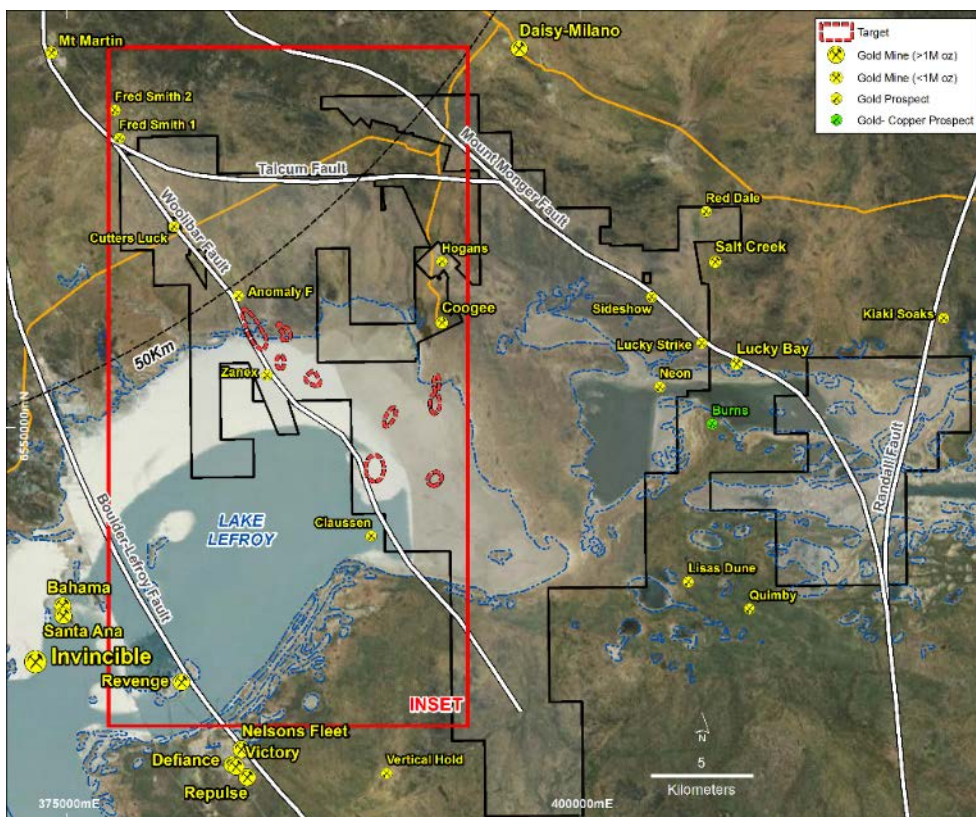 Target
Gold Mine (>1M oz)
Gold Mine (<1M oz)
Gold Prospect
Gold- Copper Prospect
Mt Martin
Daisy-Milano
Fred Smith 2
Fred Smith 1
Talcum Fault
Mount Monger Fault
Woolibar Fault
Cutters Luck
Red Dale
Salt Creek
Hogans
Anomaly F
Sideshow
Coogee
Kiaki Soaks
50Km
Lucky Strike
Lucky Bay
Zanex
Neon
6550000mN
Burns
Randall Fault
Boulder-Lefroy Fault
LAKE
LEFROY
Claussen
Lisas Dune
Quimby
Bahama
Santa Ana
Invincible
Revenge
INSET
Nelsons Fleet
Victory
Defiance
Repulse
Vertical Hold
N
5
Kilometers
375000mE
400000mE